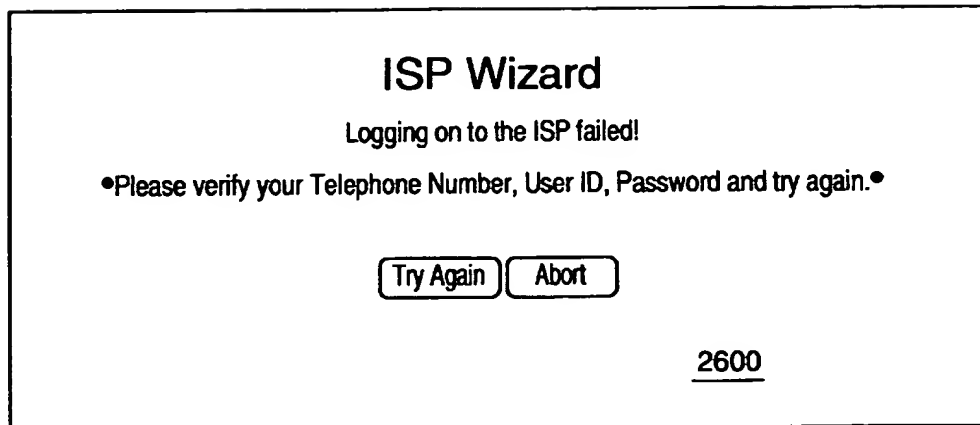 ISP Wizard
Logging on to the ISP failed!
•Please verify your Telephone Number, User ID, Password and try again.•
Try Again Abort
2600